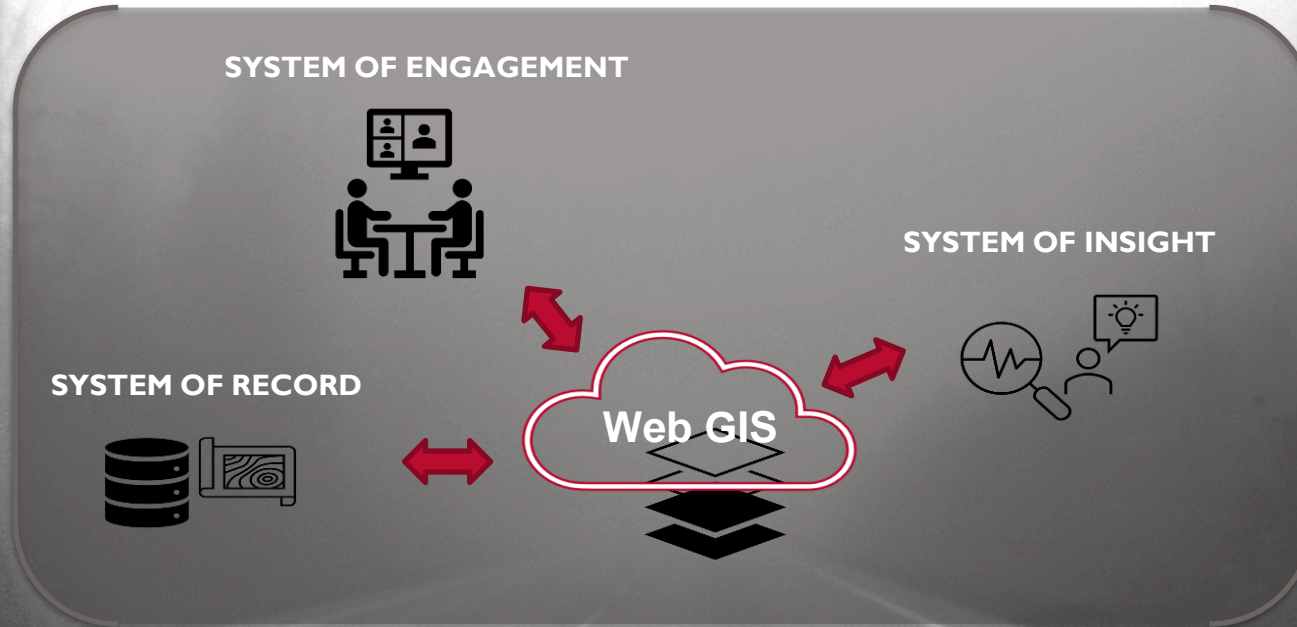 SYSTEM OF ENGAGEMENT
SYSTEM OF INSIGHT
SYSTEM OF RECORD
Web GIS